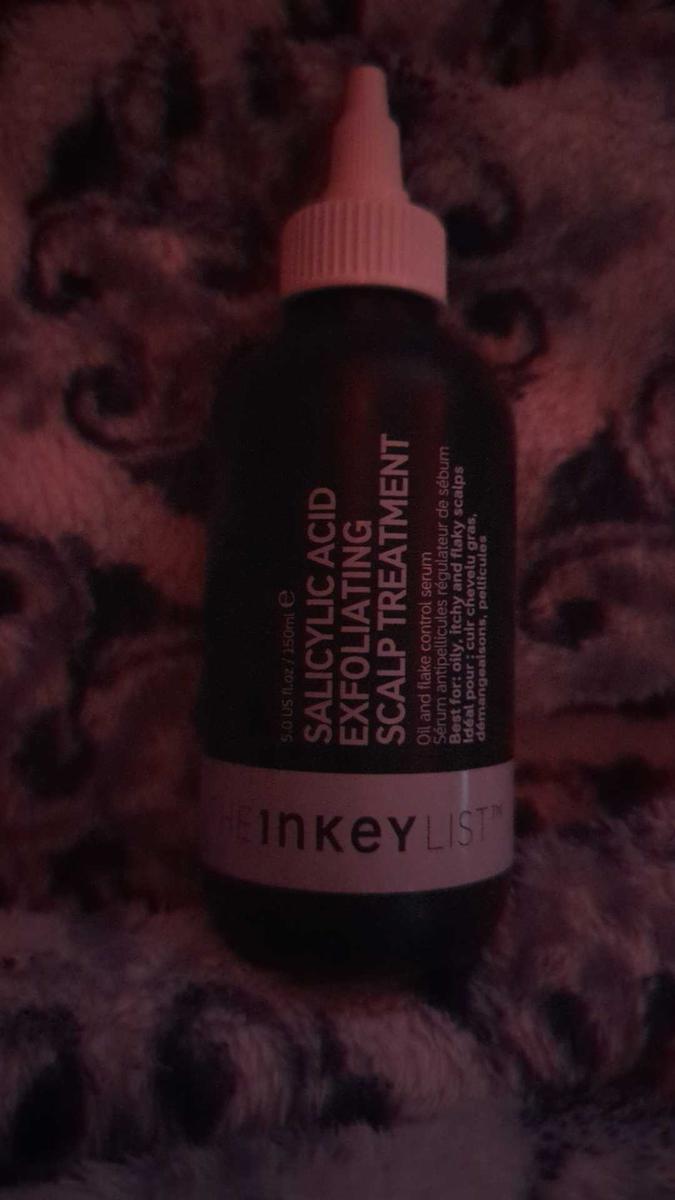 5.0 US fl.oz / 150ml ℮
SALICYLIC ACID
EXFOLIATING
SCALP TREATMENT
Oil and flake control serum
Sérum antipellicules régulateur de sébum
Best for: oily, itchy and flaky scalps
Idéal pour : cuir chevelu gras,
démangeaisons, pellicules
THE INKEY LIST™